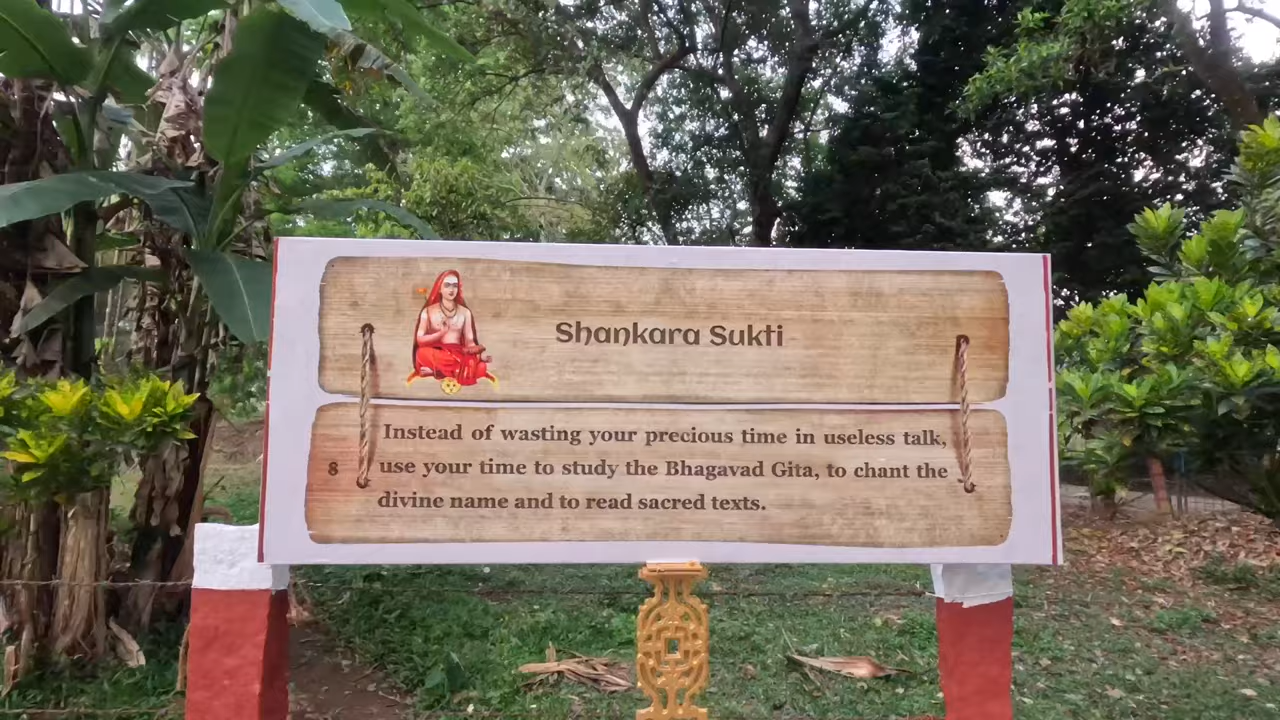 Shankara Sukti
Instead of wasting your precious time in useless talk,
8 use your time to study the Bhagavad Gita, to chant the
divine name and to read sacred texts.